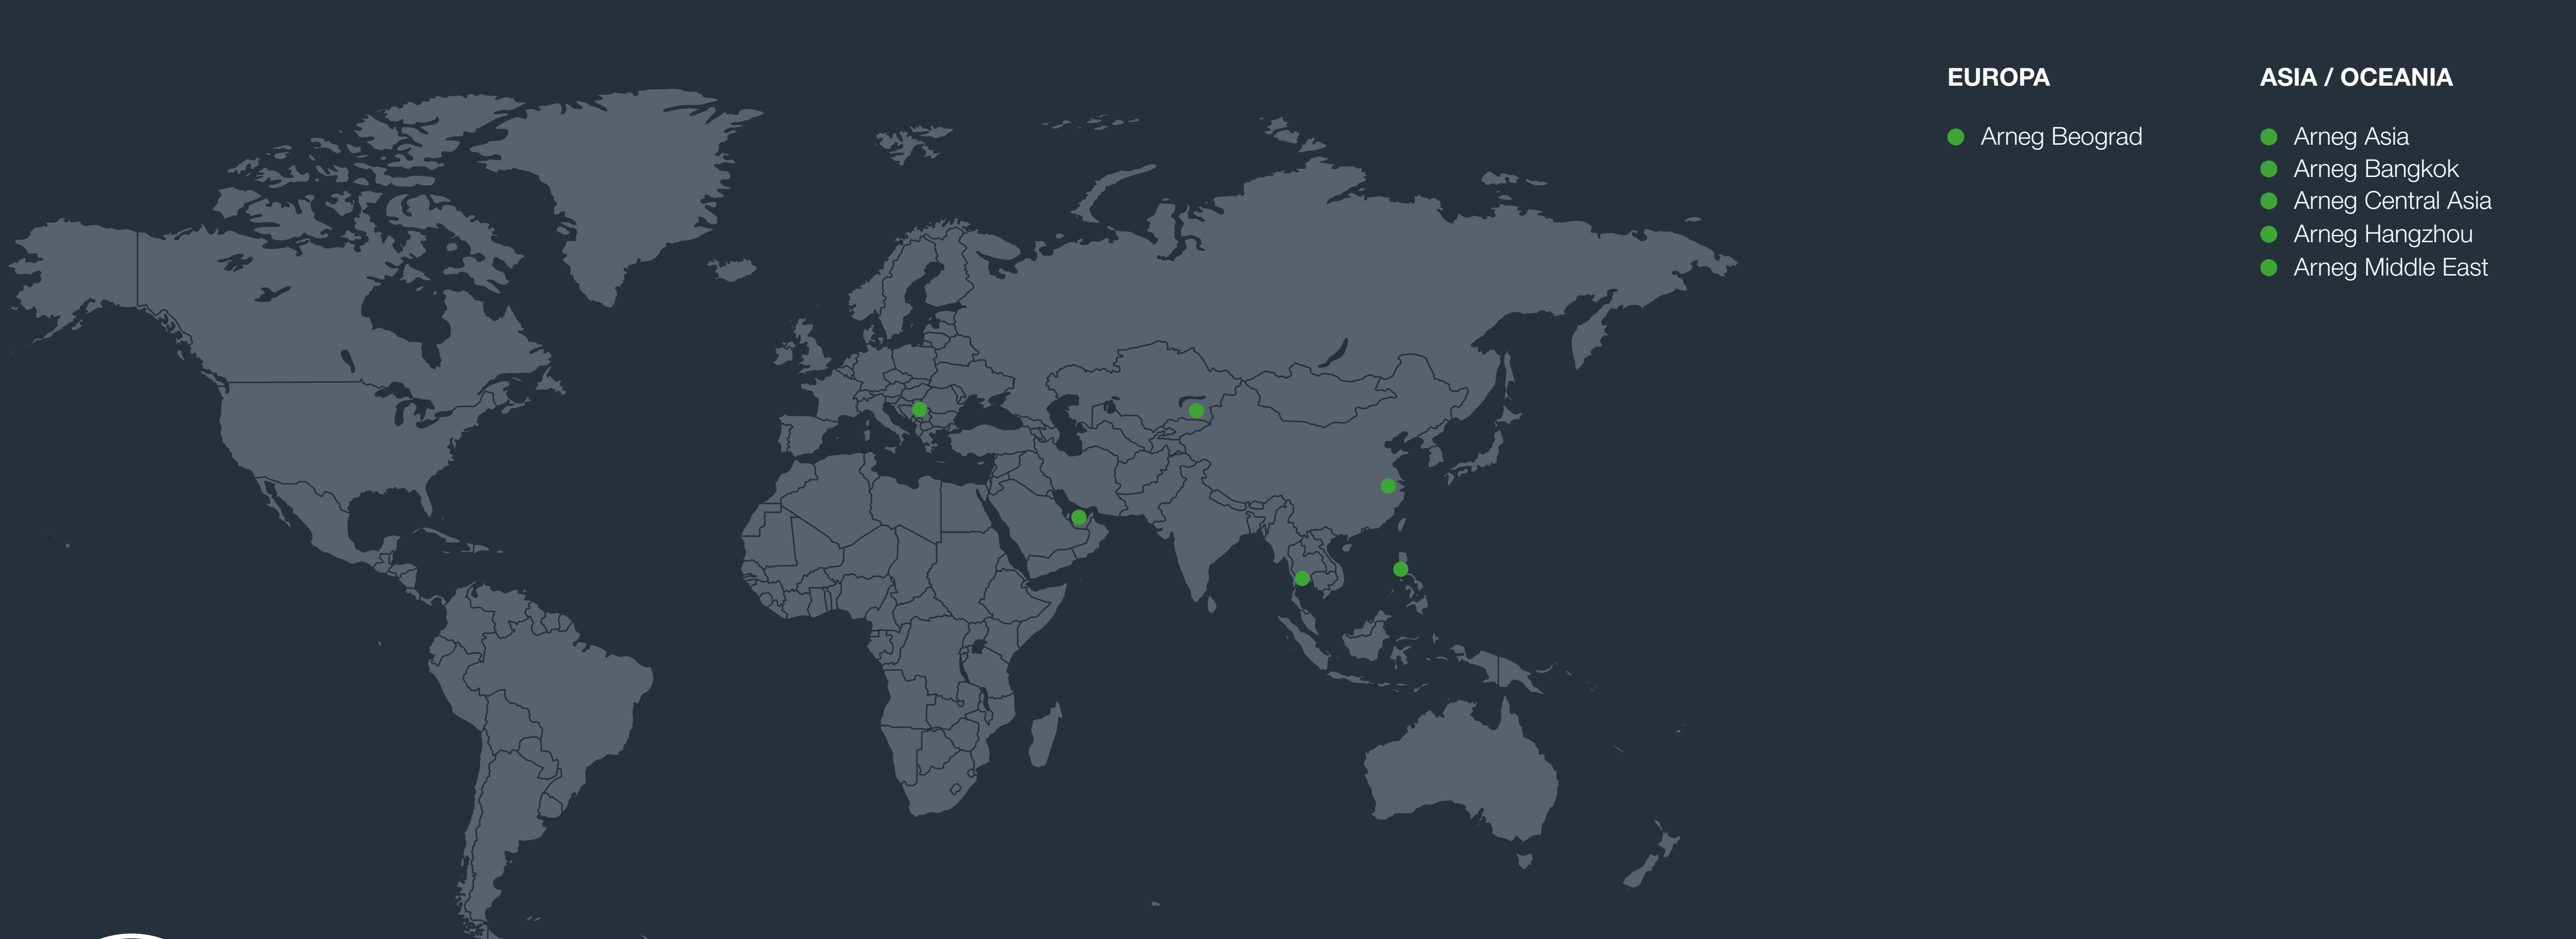 EUROPA
Arneg Beograd
ASIA / OCEANIA
Arneg Asia
Arneg Bangkok
Arneg Central Asia
Arneg Hangzhou
Arneg Middle East